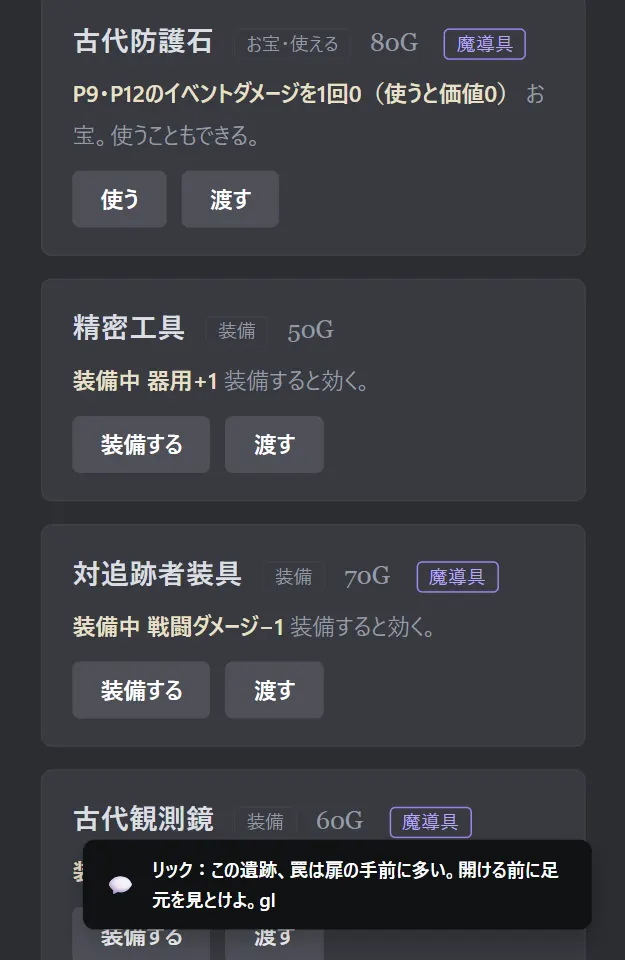 古代防護石 お宝・使える 80G 魔導具
P9・P12のイベントダメージを1回0（使うと価値0） お
宝。使うこともできる。
使う 渡す
精密工具 装備 50G
装備中 器用+1 装備すると効く。
装備する 渡す
対追跡者装具 装備 70G 魔導具
装備中 戦闘ダメージ−1 装備すると効く。
装備する 渡す
古代観測鏡 装備 60G 魔導具
リック：この遺跡、罠は扉の手前に多い。開ける前に足
元を見とけよ。gl
装備する 渡す